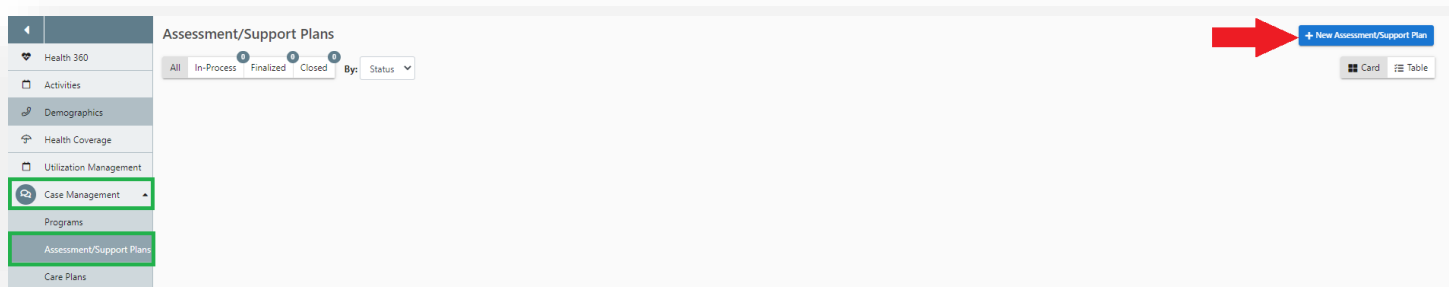 Assessment/Support Plans
+ New Assessment/Support Plan
All In-Process 0 Finalized 0 Closed 0 By: Status
Card Table
Health 360
Activities
Demographics
Health Coverage
Utilization Management
Case Management
Programs
Assessment/Support Plans
Care Plans